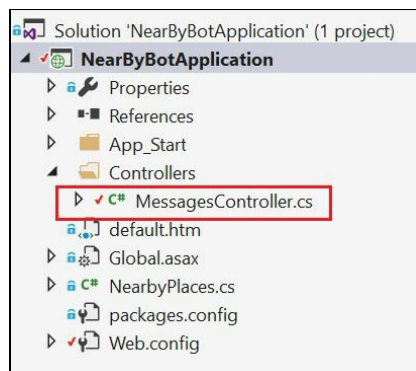 Solution 'NearByBotApplication' (1 project)
NearByBotApplication
Properties
References
App_Start
Controllers
C# MessagesController.cs
default.htm
Global.asax
C# NearbyPlaces.cs
packages.config
Web.config